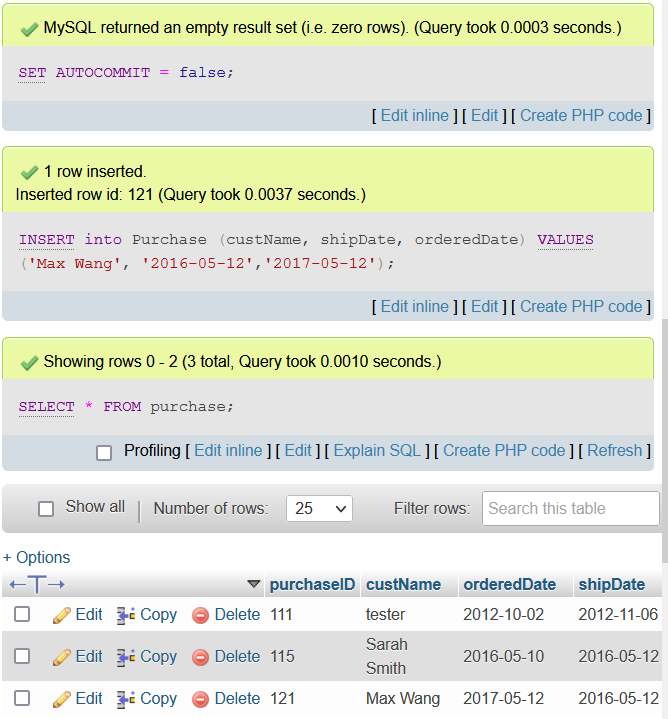 MySQL returned an empty result set (i.e. zero rows). (Query took 0.0003 seconds.)
SET AUTOCOMMIT = false;
[ Edit inline ] [ Edit ] [ Create PHP code ]
1 row inserted.
Inserted row id: 121 (Query took 0.0037 seconds.)
INSERT into Purchase (custName, shipDate, orderedDate) VALUES
('Max Wang', '2016-05-12','2017-05-12');
[ Edit inline ] [ Edit ] [ Create PHP code ]
Showing rows 0 - 2 (3 total, Query took 0.0010 seconds.)
SELECT * FROM purchase;
Profiling [ Edit inline ] [ Edit ] [ Explain SQL ] [ Create PHP code ] [ Refresh ]
Show all | Number of rows: 25 Filter rows: Search this table
+ Options
←T→ purchaseID custName orderedDate shipDate
Edit Copy Delete 111 tester 2012-10-02 2012-11-06
Edit Copy Delete 115 Sarah Smith 2016-05-10 2016-05-12
Edit Copy Delete 121 Max Wang 2017-05-12 2016-05-12